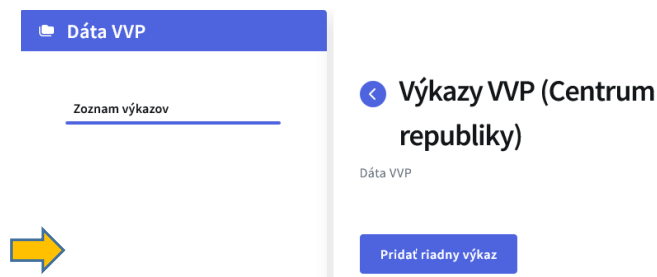 Dáta VVP
Zoznam výkazov
Výkazy VVP (Centrum
republiky)
Dáta VVP
Pridať riadny výkaz